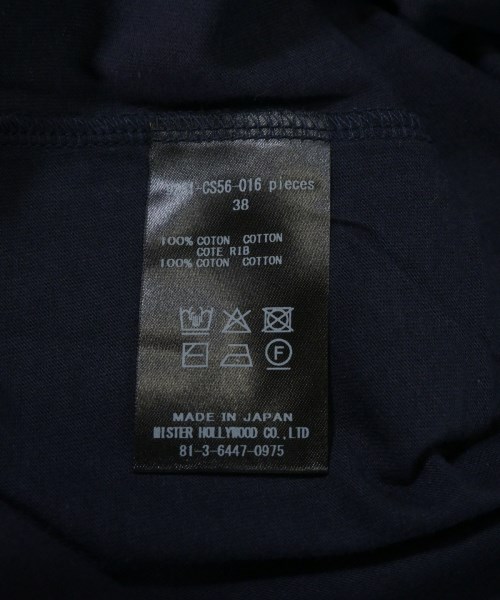 -CS56-016 pieces
38
100% COTON COTTON
COTE RIB
100% COTON COTTON
F
MADE IN JAPAN
MISTER HOLLYWOOD CO.,LTD
81-3-6447-0975